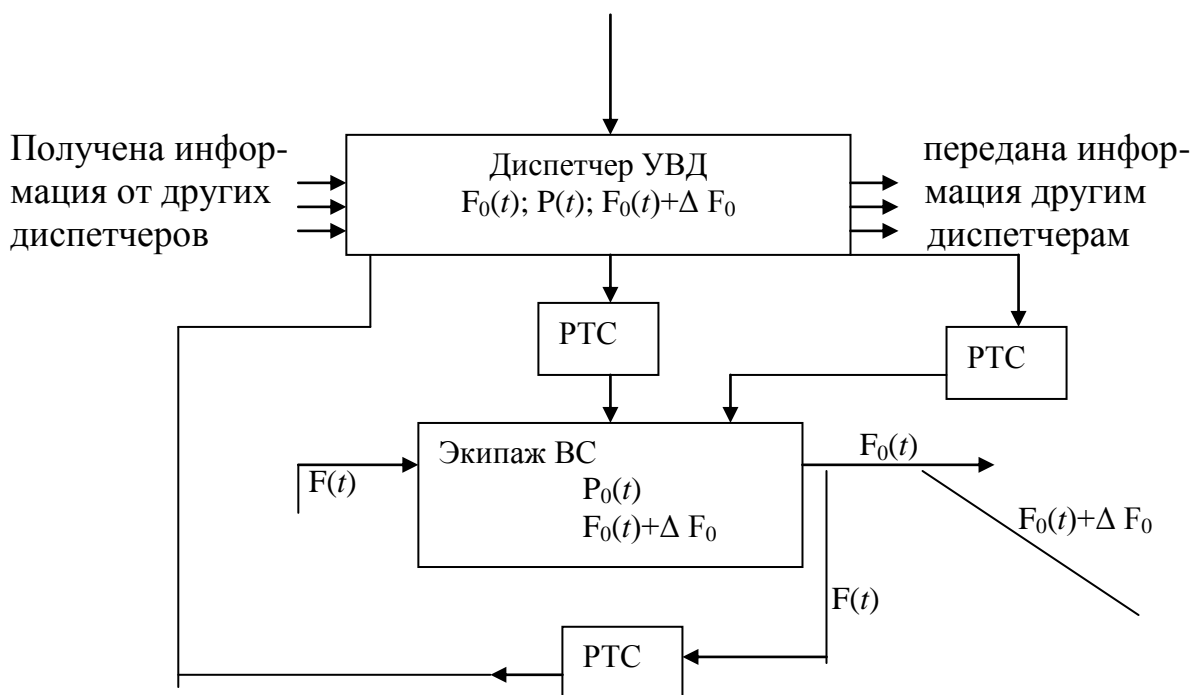 Получена инфор-
мация от других
диспетчеров
Диспетчер УВД
F₀(t); P(t); F₀(t)+Δ F₀
передана инфор-
мация другим
диспетчерам
РТС
РТС
Экипаж ВС
P₀(t)
F₀(t)+Δ F₀
F(t)
F₀(t)
F₀(t)+Δ F₀
F(t)
РТС